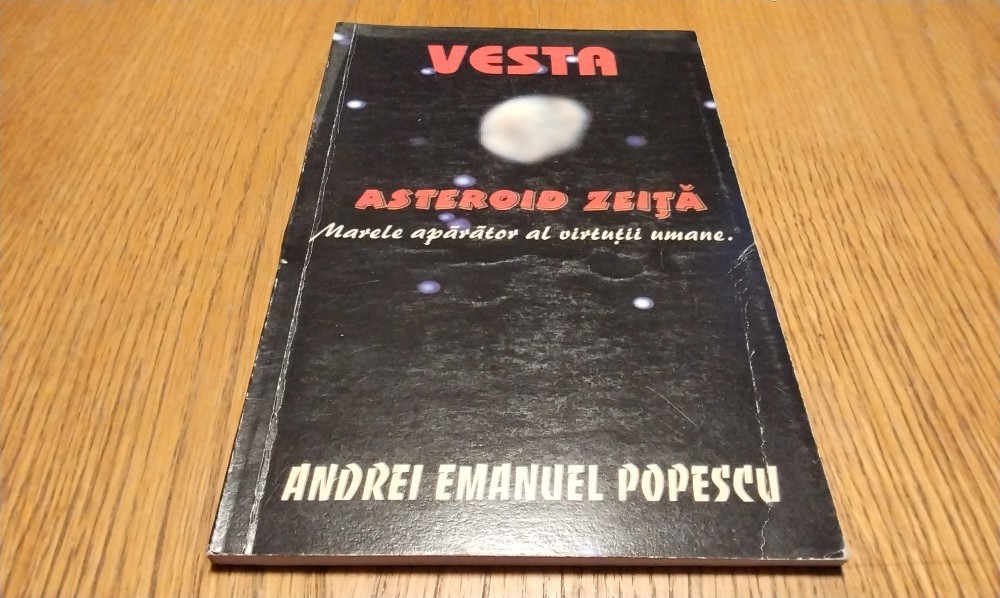 VESTA
ASTEROID ZEIŢĂ
Marele apărător al virtuţii umane.
ANDREI EMANUEL POPESCU